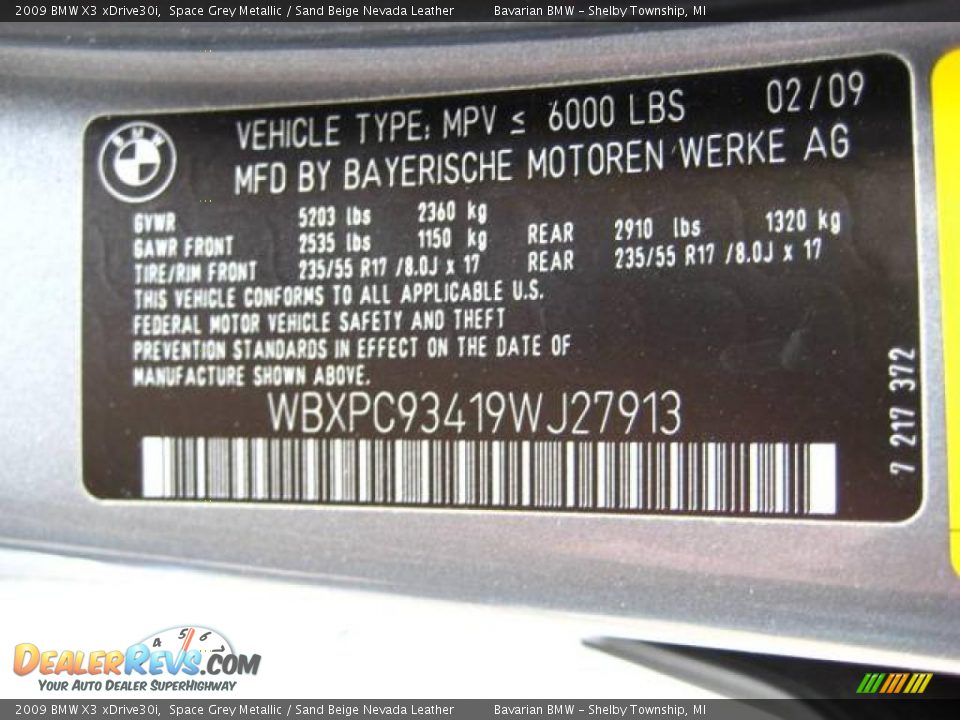 2009 BMW X3 xDrive30i,  Space Grey Metallic / Sand Beige Nevada Leather          Bavarian BMW - Shelby Township, MI
BMW
VEHICLE TYPE: MPV ≤ 6000 LBS 02/09
MFD BY BAYERISCHE MOTOREN WERKE AG
GVWR 5203 lbs 2360 kg
GAWR FRONT 2535 lbs 1150 kg REAR 2910 lbs 1320 kg
TIRE/RIM FRONT 235/55 R17 /8.0J x 17 REAR 235/55 R17 /8.0J x 17
THIS VEHICLE CONFORMS TO ALL APPLICABLE U.S.
FEDERAL MOTOR VEHICLE SAFETY AND THEFT
PREVENTION STANDARDS IN EFFECT ON THE DATE OF
MANUFACTURE SHOWN ABOVE.
WBXPC93419WJ27913
7 217 372
4 5 6 7
DealerRevs.com
Your Auto Dealer SuperHighway
2009 BMW X3 xDrive30i,  Space Grey Metallic / Sand Beige Nevada Leather          Bavarian BMW - Shelby Township, MI